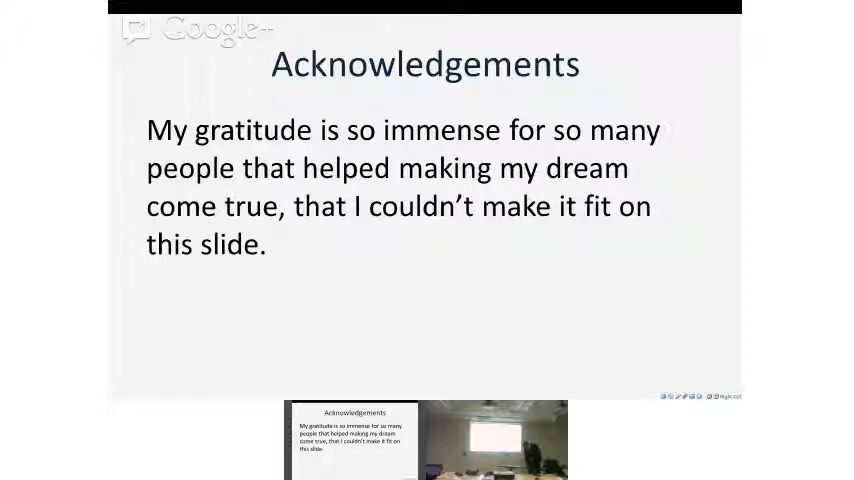 Google+
Acknowledgements
My gratitude is so immense for so many
people that helped making my dream
come true, that I couldn't make it fit on
this slide.
Acknowledgements
My gratitude is so immense for so many
people that helped making my dream
come true, that I couldn't make it fit on
this slide.